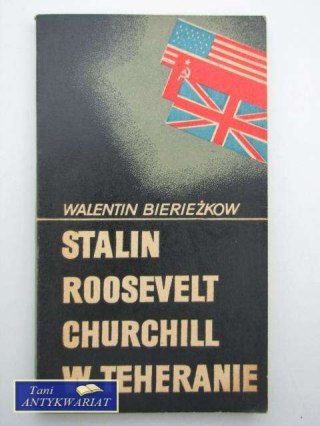 WALENTIN BIERIEŻKOW
STALIN
ROOSEVELT
CHURCHILL
W TEHERANIE
Tani
ANTYKWARIAT